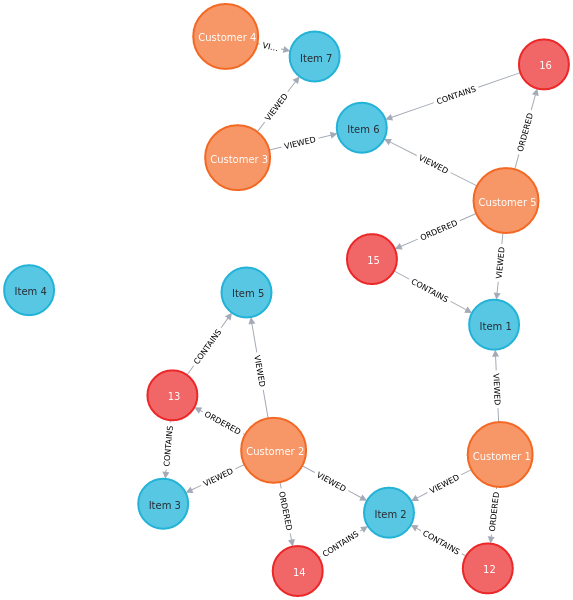 Customer 4
VI...
Item 7
16
CONTAINS
VIEWED
Item 6
ORDERED
VIEWED
Customer 3
VIEWED
Customer 5
ORDERED
15
VIEWED
CONTAINS
Item 4
Item 5
Item 1
CONTAINS
VIEWED
VIEWED
13
ORDERED
CONTAINS
Customer 2
Customer 1
VIEWED
VIEWED
VIEWED
Item 3
ORDERED
Item 2
ORDERED
CONTAINS
CONTAINS
14
12